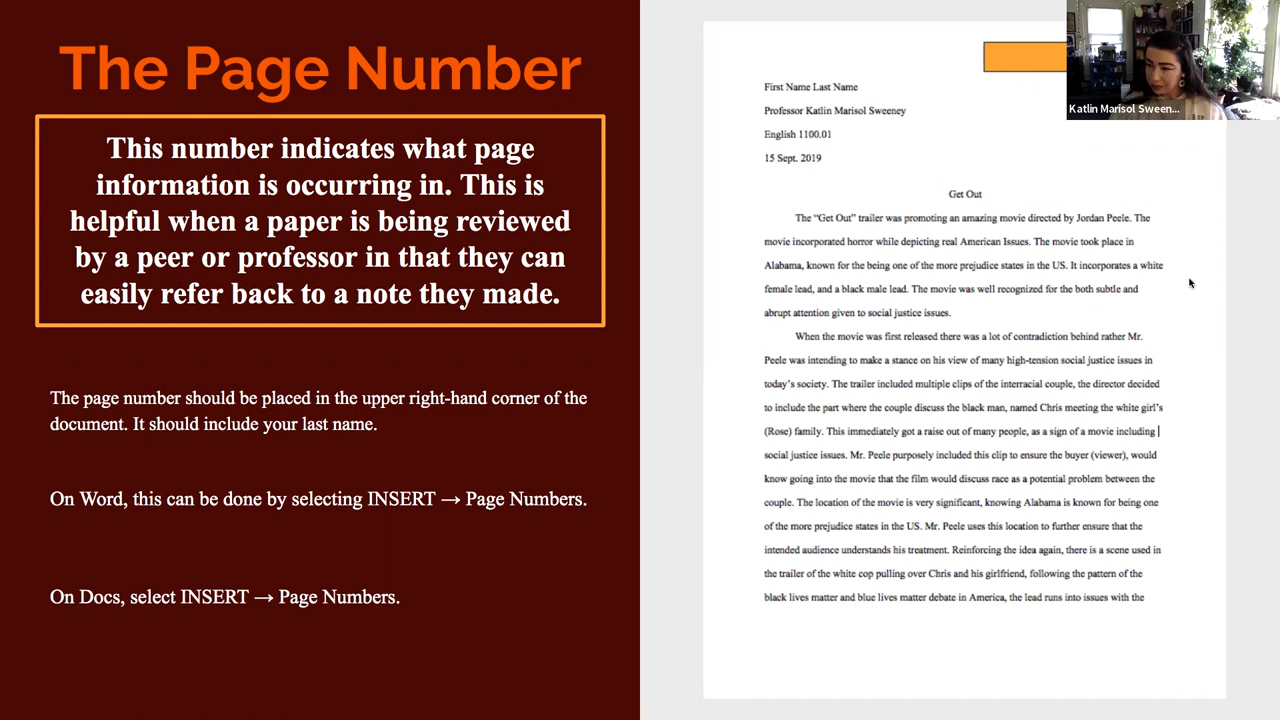 The Page Number
This number indicates what page
information is occurring in. This is
helpful when a paper is being reviewed
by a peer or professor in that they can
easily refer back to a note they made.
The page number should be placed in the upper right-hand corner of the
document. It should include your last name.
On Word, this can be done by selecting INSERT → Page Numbers.
On Docs, select INSERT → Page Numbers.
First Name Last Name
Professor Katlin Marisol Sweeney
English 1100.01
15 Sept. 2019
Get Out
The “Get Out” trailer was promoting an amazing movie directed by Jordan Peele. The
movie incorporated horror while depicting real American Issues. The movie took place in
Alabama, known for the being one of the more prejudice states in the US. It incorporates a white
female lead, and a black male lead. The movie was well recognized for the both subtle and
abrupt attention given to social justice issues.
When the movie was first released there was a lot of contradiction behind rather Mr.
Peele was intending to make a stance on his view of many high-tension social justice issues in
today’s society. The trailer included multiple clips of the interracial couple, the director decided
to include the part where the couple discuss the black man, named Chris meeting the white girl’s
(Rose) family. This immediately got a raise out of many people, as a sign of a movie including
social justice issues. Mr. Peele purposely included this clip to ensure the buyer (viewer), would
know going into the movie that the film would discuss race as a potential problem between the
couple. The location of the movie is very significant, knowing Alabama is known for being one
of the more prejudice states in the US. Mr. Peele uses this location to further ensure that the
intended audience understands his treatment. Reinforcing the idea again, there is a scene used in
the trailer of the white cop pulling over Chris and his girlfriend, following the pattern of the
black lives matter and blue lives matter debate in America, the lead runs into issues with the
Katlin Marisol Sween...